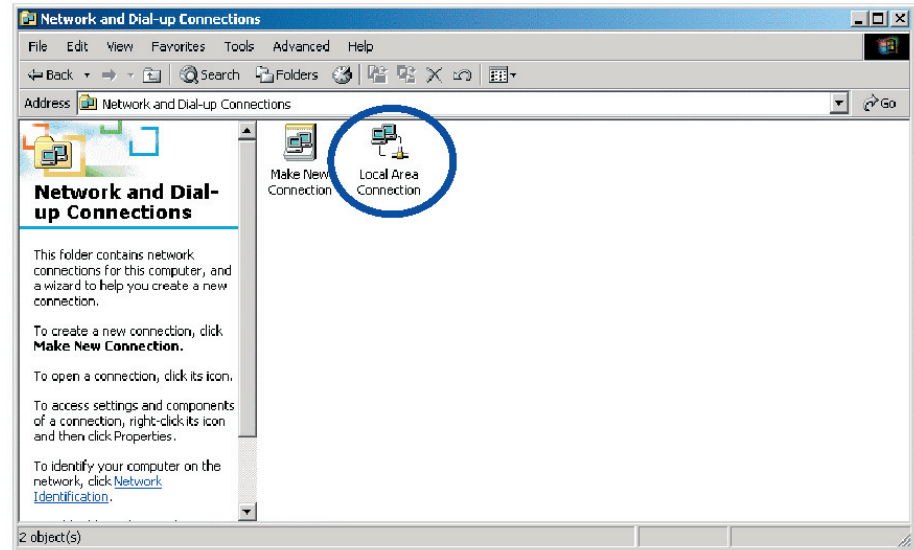 Network and Dial-up Connections
File Edit View Favorites Tools Advanced Help
Back Search Folders
Address Network and Dial-up Connections Go
Make New Connection
Local Area Connection
Network and Dial-
up Connections
This folder contains network
connections for this computer, and
a wizard to help you create a new
connection.
To create a new connection, click
Make New Connection.
To open a connection, click its icon.
To access settings and components
of a connection, right-click its icon
and then click Properties.
To identify your computer on the
network, click Network
Identification.
2 object(s)